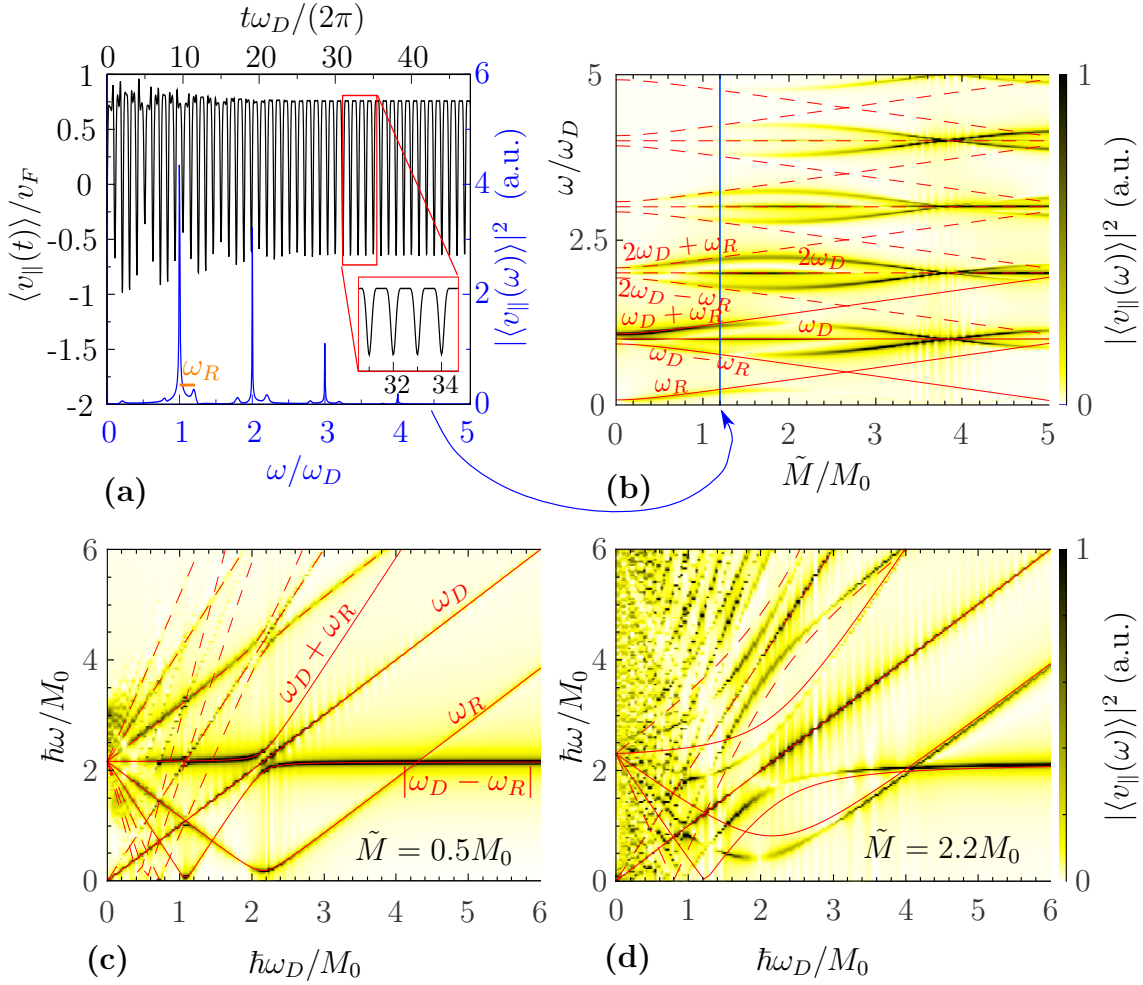 tω_D/(2π)
0 12 24 36 48
1
0.5
0
-0.5
-1
-1.5
-2
⟨v_∥(t)⟩/v_F
6
4
2
0
|⟨v_∥(ω)⟩|² (a.u.)
ω_R
32 34
0 1 2 3 4 5
ω/ω_D
(a)
5
2.5
0
ω/ω_D
2ω_D + ω_R
2ω_D
2ω_D − ω_R
ω_D + ω_R
ω_D
ω_D − ω_R
ω_R
0 1 2 3 4 5
M̃/M_0
(b)
1
0
|⟨v_∥(ω)⟩|² (a.u.)
6
4
2
0
ħω/M_0
ω_D + ω_R
ω_D
ω_R
|ω_D − ω_R|
M̃ = 0.5M_0
0 1 2 3 4 5 6
ħω_D/M_0
(c)
6
4
2
0
ħω/M_0
M̃ = 2.2M_0
0 1 2 3 4 5 6
ħω_D/M_0
(d)
1
0
|⟨v_∥(ω)⟩|² (a.u.)